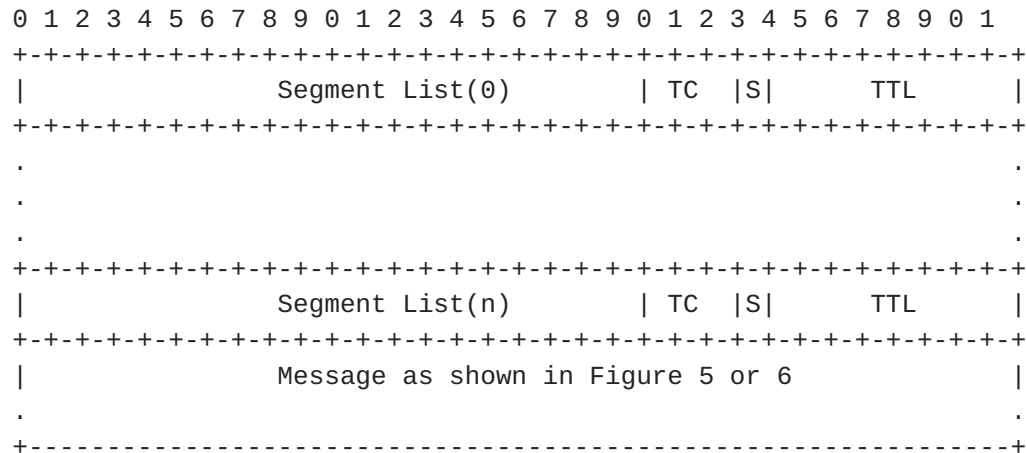 0 1 2 3 4 5 6 7 8 9 0 1 2 3 4 5 6 7 8 9 0 1 2 3 4 5 6 7 8 9 0 1
+-+-+-+-+-+-+-+-+-+-+-+-+-+-+-+-+-+-+-+-+-+-+-+-+-+-+-+-+-+-+-+-+
|                Segment List(0)        | TC  |S|      TTL      |
+-+-+-+-+-+-+-+-+-+-+-+-+-+-+-+-+-+-+-+-+-+-+-+-+-+-+-+-+-+-+-+-+
.                                                               .
.                                                               .
.                                                               .
+-+-+-+-+-+-+-+-+-+-+-+-+-+-+-+-+-+-+-+-+-+-+-+-+-+-+-+-+-+-+-+-+
|                Segment List(n)        | TC  |S|      TTL      |
+-+-+-+-+-+-+-+-+-+-+-+-+-+-+-+-+-+-+-+-+-+-+-+-+-+-+-+-+-+-+-+-+
|                Message as shown in Figure 5 or 6              |
.                                                               .
+---------------------------------------------------------------+